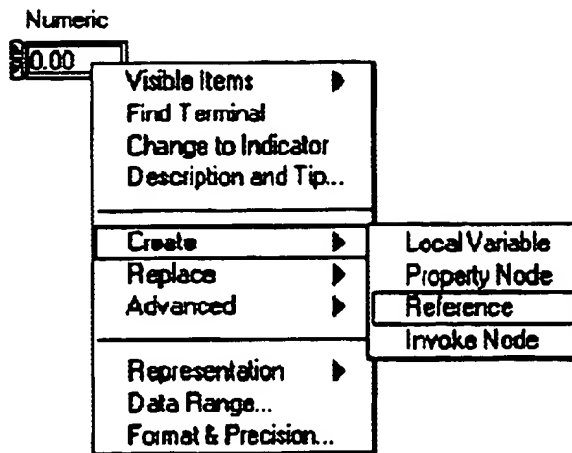 Numeric
0.00
Visible Items
Find Terminal
Change to Indicator
Description and Tip...
Create
Replace
Advanced
Representation
Data Range...
Format & Precision...
Local Variable
Property Node
Reference
Invoke Node